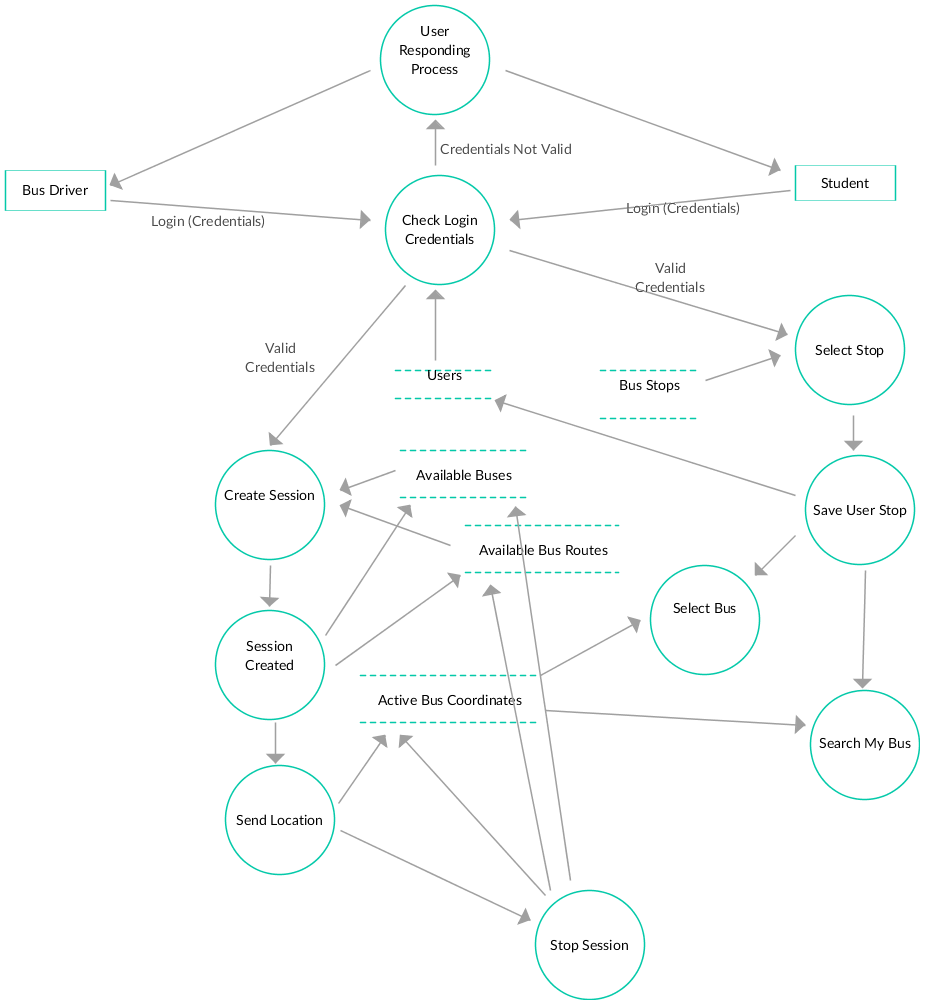 User
Responding
Process
Credentials Not Valid
Bus Driver
Student
Login (Credentials)
Login (Credentials)
Check Login
Credentials
Valid
Credentials
Select Stop
Valid
Credentials
Users
Bus Stops
Available Buses
Create Session
Save User Stop
Available Bus Routes
Select Bus
Session
Created
Active Bus Coordinates
Search My Bus
Send Location
Stop Session